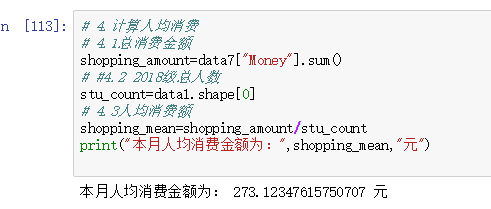 n [113]:
# 4.计算人均消费
# 4.1总消费金额
shopping_amount=data7["Money"].sum()
# #4.2 2018级总人数
stu_count=data1.shape[0]
# 4.3人均消费额
shopping_mean=shopping_amount/stu_count
print("本月人均消费金额为：",shopping_mean,"元")
本月人均消费金额为： 273.12347615750707 元